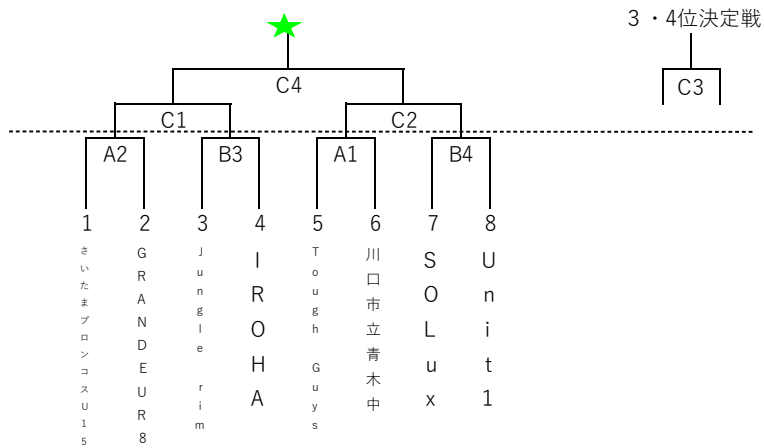 3・4位決定戦
C4
C3
C1
C2
A2
B3
A1
B4
1
2
3
4
5
6
7
8
さいたまブロンコスU15
GRANDEUR8
Jungle rim
IROHA
Tough Guys
川口市立青木中
SOLux
Unit1